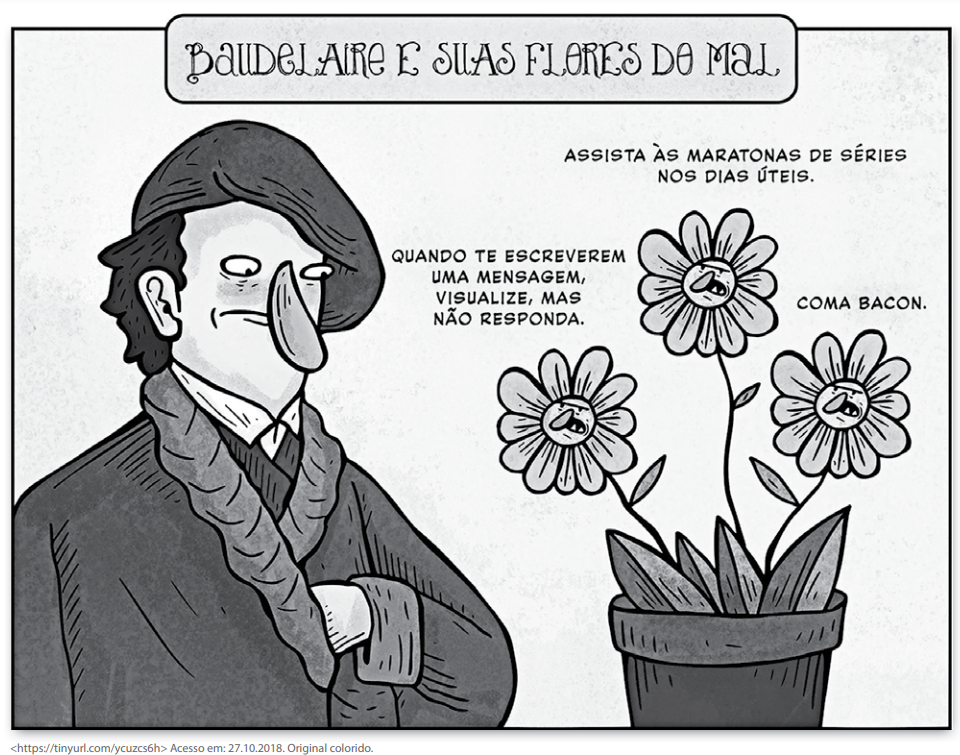 BAUDELAIRE E SUAS FLORES DO MAL
ASSISTA ÀS MARATONAS DE SÉRIES
NOS DIAS ÚTEIS.
QUANDO TE ESCREVEREM
UMA MENSAGEM,
VISUALIZE, MAS
NÃO RESPONDA.
COMA BACON.
<https://tinyurl.com/ycuzcs6h> Acesso em: 27.10.2018. Original colorido.